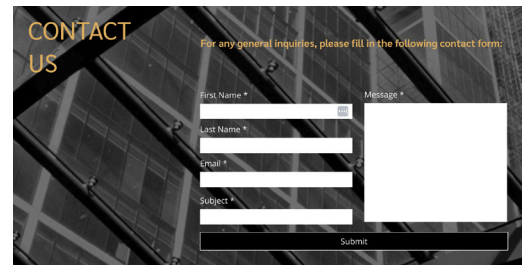 CONTACT
US
For any general inquiries, please fill in the following contact form:
First Name *
Message *
Last Name *
Email *
Subject *
Submit